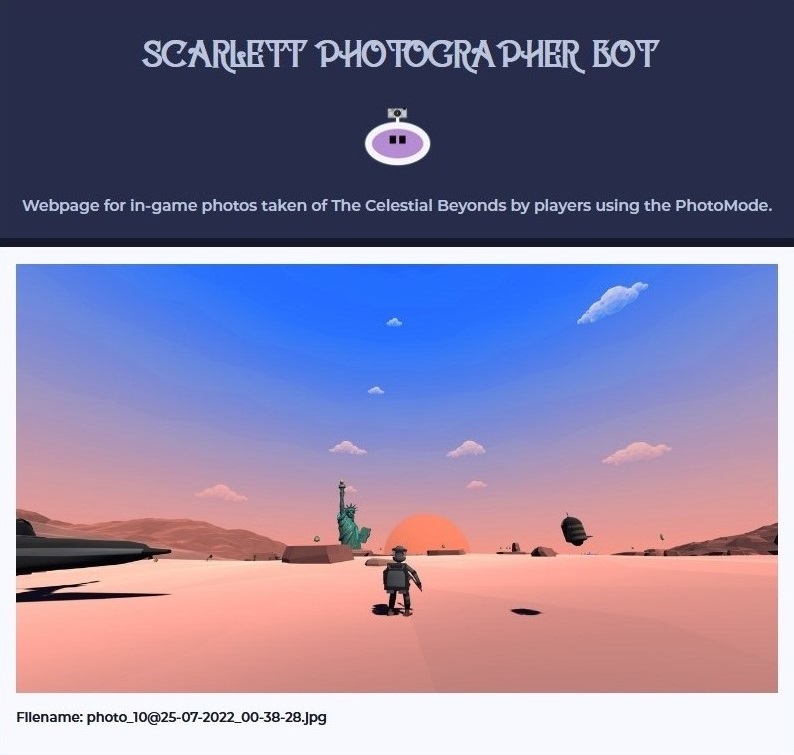 SCARLETT PHOTOGRAPHER BOT
Webpage for in-game photos taken of The Celestial Beyonds by players using the PhotoMode.
Filename: photo_10@25-07-2022_00-38-28.jpg